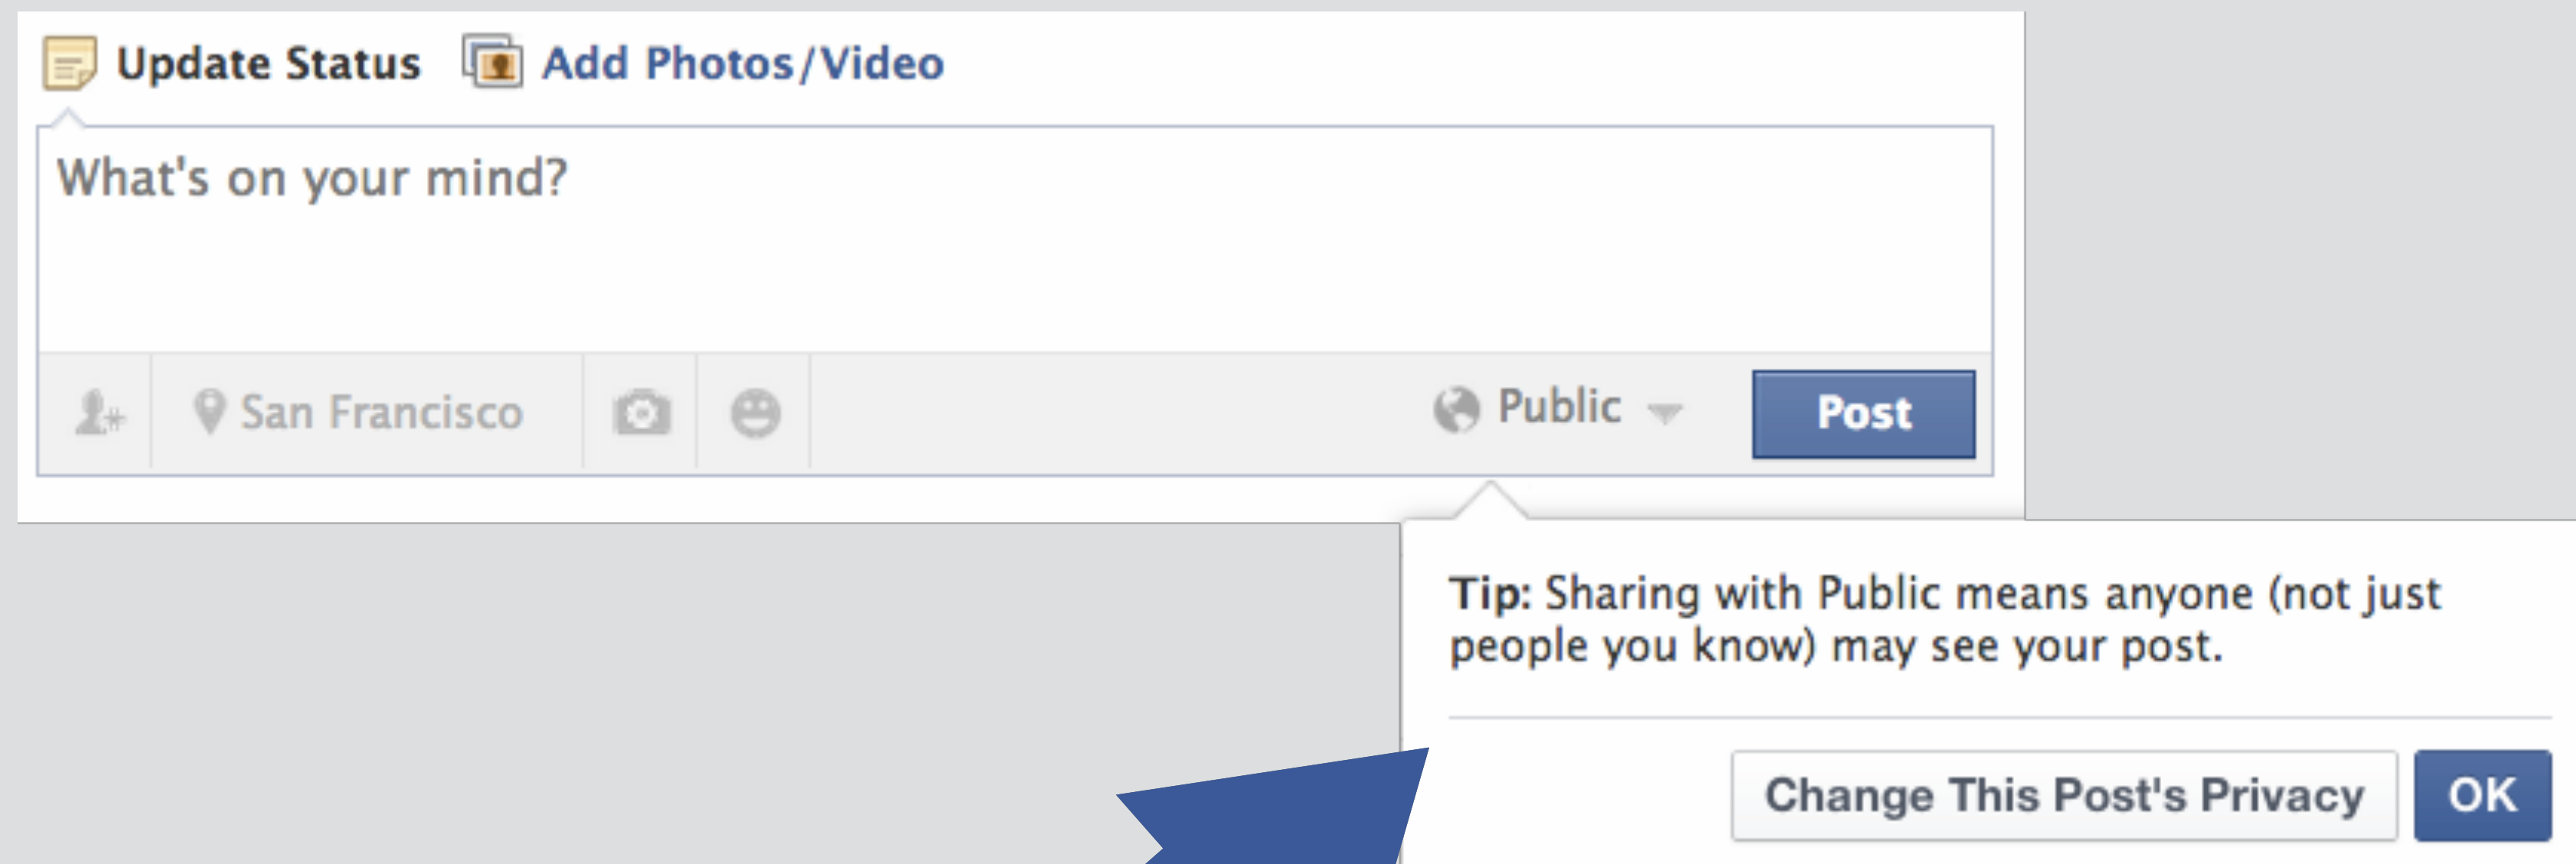 Update Status Add Photos/Video
What's on your mind?
San Francisco Public Post
Tip: Sharing with Public means anyone (not just
people you know) may see your post.
Change This Post's Privacy OK